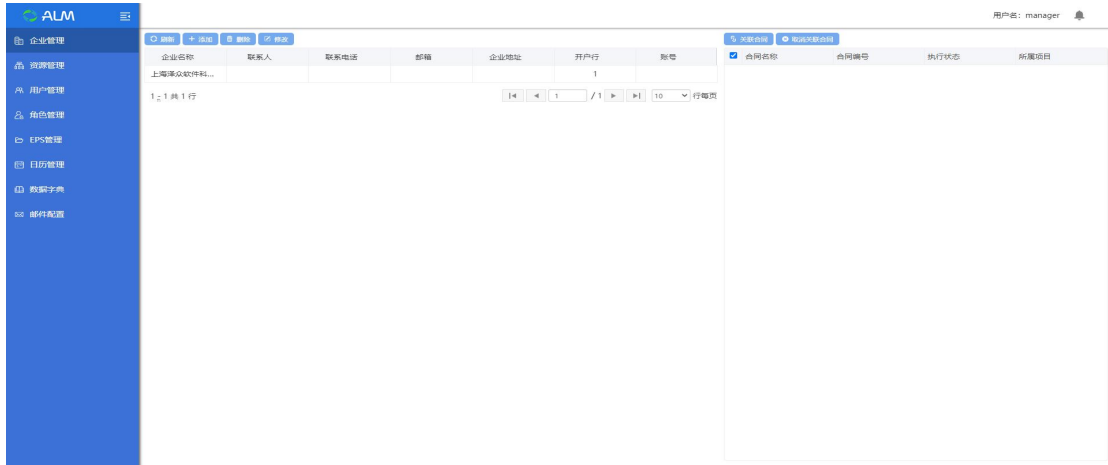 ALM
用户名: manager
企业管理
资源管理
用户管理
角色管理
EPS管理
日历管理
数据字典
邮件配置
刷新 添加 删除 修改
企业名称 联系人 联系电话 邮箱 企业地址 开户行 账号
上海泽众软件科... 1
1 - 1 共 1 行 1 / 1 10 行每页
关联合同 取消关联合同
合同名称 合同编号 执行状态 所属项目